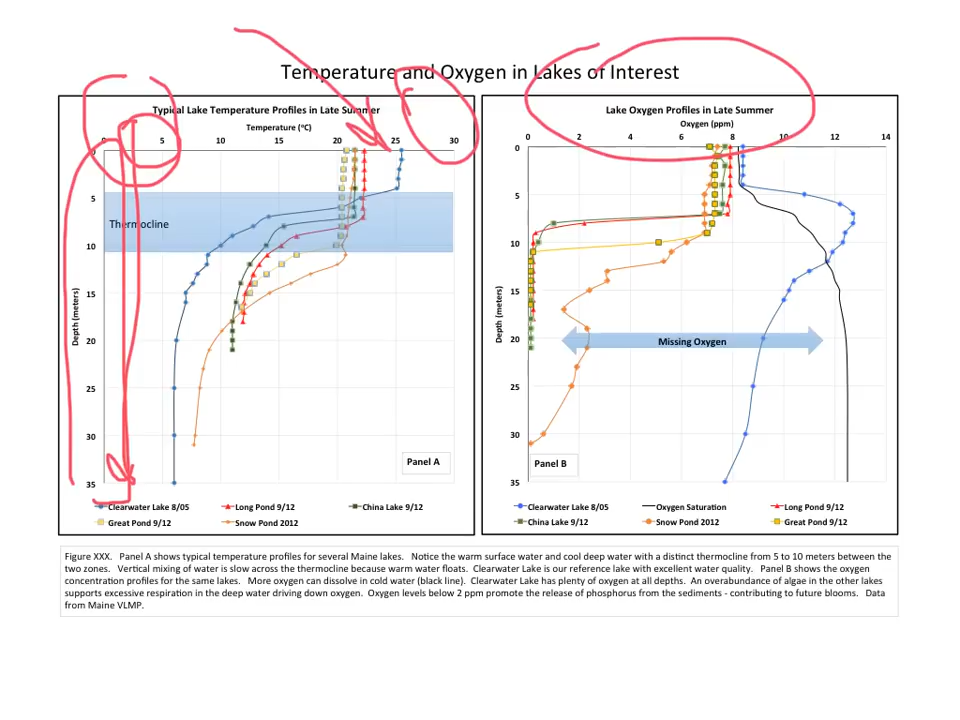 Temperature and Oxygen in Lakes of Interest
Typical Lake Temperature Profiles in Late Summer
Temperature (°C)
0 5 10 15 20 25 30
0
5
10
15
20
25
30
35
Depth (meters)
Thermocline
Panel A
Clearwater Lake 8/05 Long Pond 9/12 China Lake 9/12
Great Pond 9/12 Snow Pond 2012
Lake Oxygen Profiles in Late Summer
Oxygen (ppm)
0 2 4 6 8 10 12 14
0
5
10
15
20
25
30
35
Depth (meters)
Missing Oxygen
Panel B
Clearwater Lake 8/05 Oxygen Saturation Long Pond 9/12
China Lake 9/12 Snow Pond 2012 Great Pond 9/12
Figure XXX. Panel A shows typical temperature profiles for several Maine lakes. Notice the warm surface water and cool deep water with a distinct thermocline from 5 to 10 meters between the
two zones. Vertical mixing of water is slow across the thermocline because warm water floats. Clearwater Lake is our reference lake with excellent water quality. Panel B shows the oxygen
concentration profiles for the same lakes. More oxygen can dissolve in cold water (black line). Clearwater Lake has plenty of oxygen at all depths. An overabundance of algae in the other lakes
supports excessive respiration in the deep water driving down oxygen. Oxygen levels below 2 ppm promote the release of phosphorus from the sediments - contributing to future blooms. Data
from Maine VLMP.